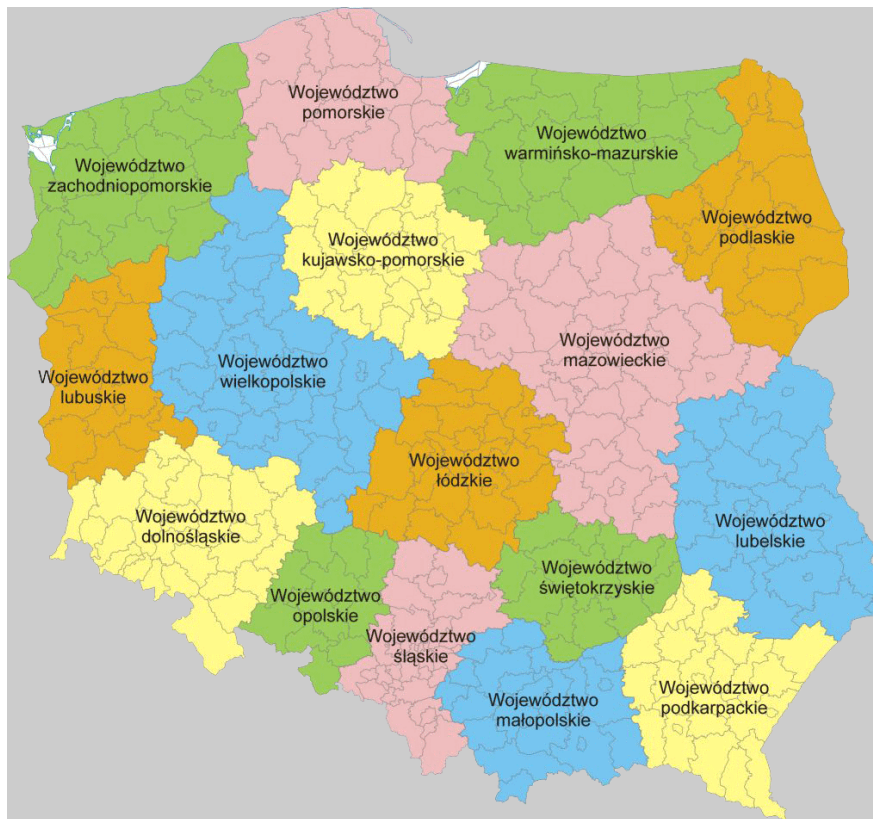 Województwo
pomorskie
Województwo
warmińsko-mazurskie
Województwo
zachodniopomorskie
Województwo
podlaskie
Województwo
kujawsko-pomorskie
Województwo
mazowieckie
Województwo
wielkopolskie
Województwo
lubuskie
Województwo
łódzkie
Województwo
dolnośląskie
Województwo
lubelskie
Województwo
świętokrzyskie
Województwo
opolskie
Województwo
śląskie
Województwo
małopolskie
Województwo
podkarpackie